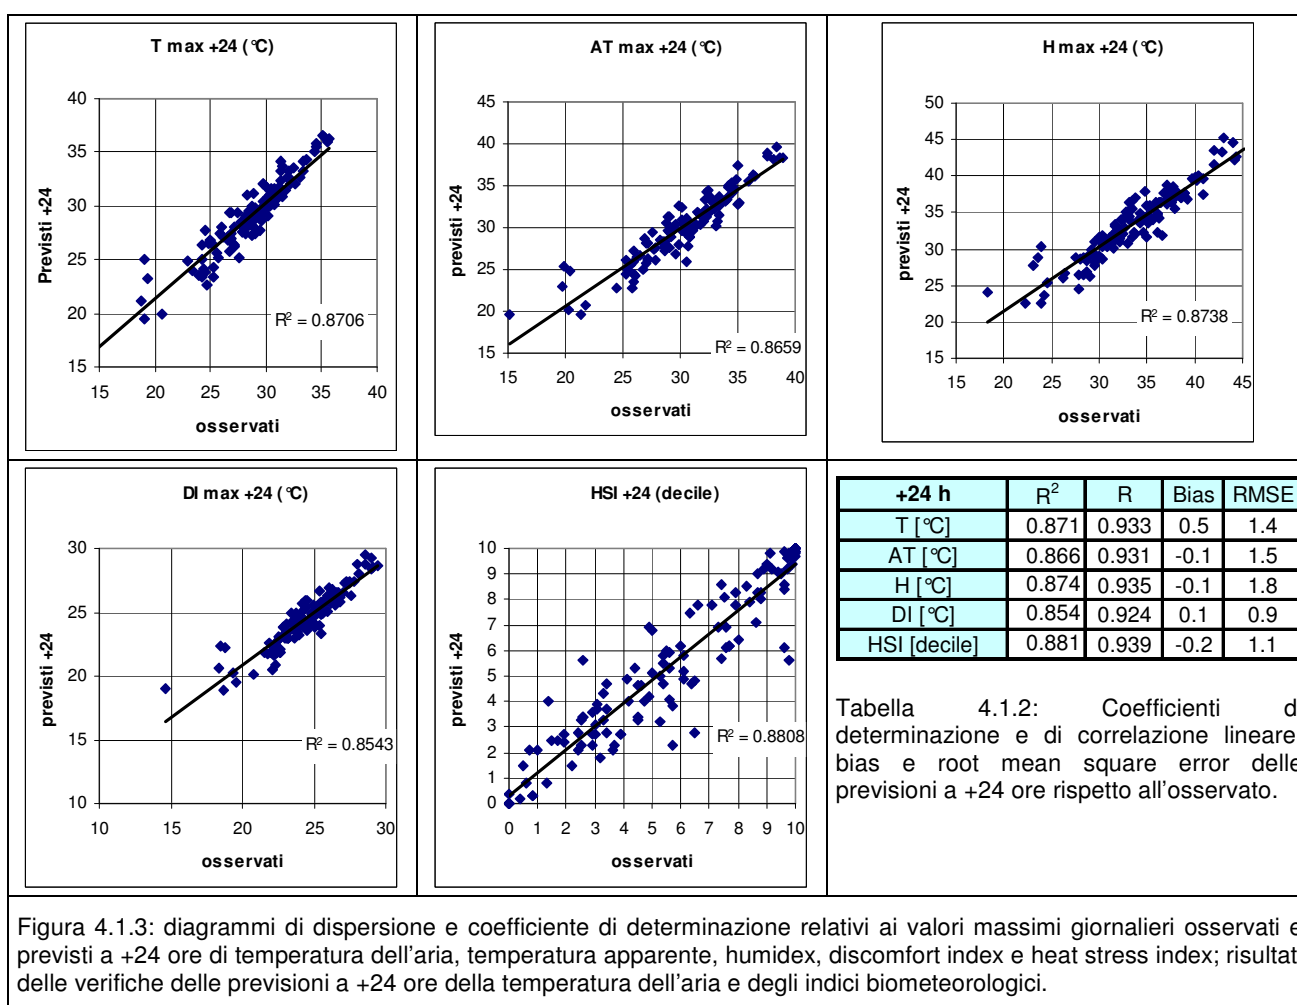 T max +24 (°C)
Previsti +24
40
35
30
25
20
15
R² = 0.8706
15 20 25 30 35 40
osservati
AT max +24 (°C)
previsti +24
45
40
35
30
25
20
15
R² = 0.8659
15 20 25 30 35 40
osservati
H max +24 (°C)
previsti +24
50
45
40
35
30
25
20
15
R² = 0.8738
15 20 25 30 35 40 45
osservati
DI max +24 (°C)
previsti +24
30
25
20
15
10
R² = 0.8543
10 15 20 25 30
osservati
HSI +24 (decile)
previsti +24
10
9
8
7
6
5
4
3
2
1
0
R² = 0.8808
0 1 2 3 4 5 6 7 8 9 10
osservati
+24 h R² R Bias RMSE
T [°C] 0.871 0.933 0.5 1.4
AT [°C] 0.866 0.931 -0.1 1.5
H [°C] 0.874 0.935 -0.1 1.8
DI [°C] 0.854 0.924 0.1 0.9
HSI [decile] 0.881 0.939 -0.2 1.1
Tabella 4.1.2: Coefficienti d
determinazione e di correlazione lineare
bias e root mean square error delle
previsioni a +24 ore rispetto all'osservato.
Figura 4.1.3: diagrammi di dispersione e coefficiente di determinazione relativi ai valori massimi giornalieri osservati e
previsti a +24 ore di temperatura dell'aria, temperatura apparente, humidex, discomfort index e heat stress index; risultat
delle verifiche delle previsioni a +24 ore della temperatura dell'aria e degli indici biometeorologici.